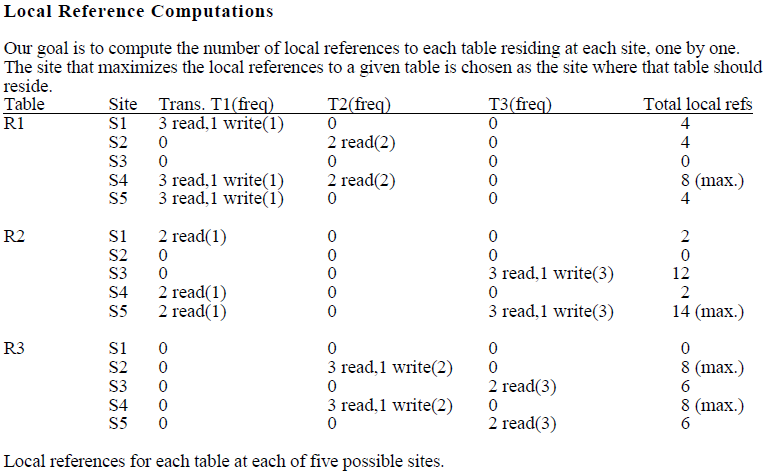 Local Reference Computations
Our goal is to compute the number of local references to each table residing at each site, one by one.
The site that maximizes the local references to a given table is chosen as the site where that table should
reside.
Table Site Trans. T1(freq) T2(freq) T3(freq) Total local refs
R1 S1 3 read,1 write(1) 0 0 4
S2 0 2 read(2) 0 4
S3 0 0 0 0
S4 3 read,1 write(1) 2 read(2) 0 8 (max.)
S5 3 read,1 write(1) 0 0 4
R2 S1 2 read(1) 0 0 2
S2 0 0 0 0
S3 0 0 3 read,1 write(3) 12
S4 2 read(1) 0 0 2
S5 2 read(1) 0 3 read,1 write(3) 14 (max.)
R3 S1 0 0 0 0
S2 0 3 read,1 write(2) 0 8 (max.)
S3 0 0 2 read(3) 6
S4 0 3 read,1 write(2) 0 8 (max.)
S5 0 0 2 read(3) 6
Local references for each table at each of five possible sites.